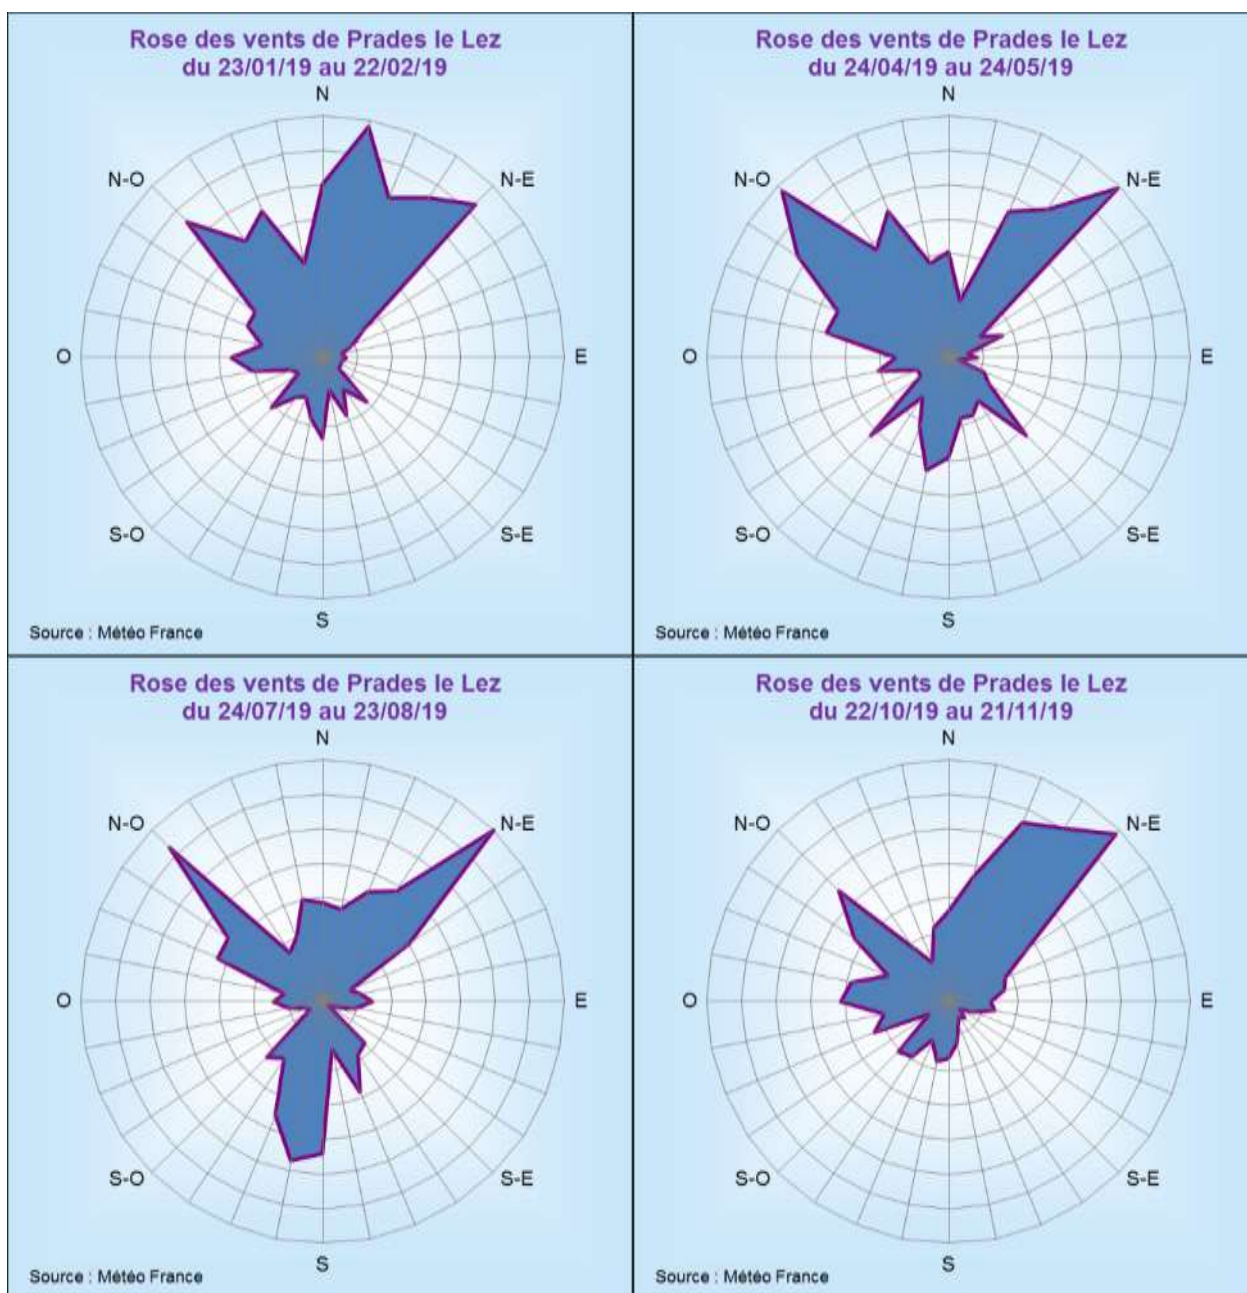 Rose des vents de Prades le Lez
du 23/01/19 au 22/02/19
N
N-O
N-E
O
E
S-O
S-E
S
Source : Météo France
Rose des vents de Prades le Lez
du 24/04/19 au 24/05/19
N
N-O
N-E
O
E
S-O
S-E
S
Source : Météo France
Rose des vents de Prades le Lez
du 24/07/19 au 23/08/19
N
N-O
N-E
O
E
S-O
S-E
S
Source : Météo France
Rose des vents de Prades le Lez
du 22/10/19 au 21/11/19
N
N-O
N-E
O
E
S-O
S-E
S
Source : Météo France